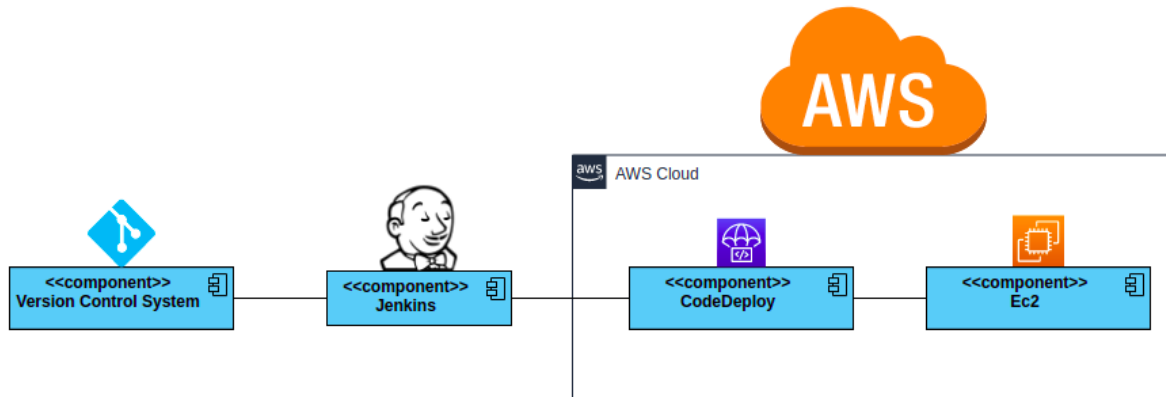 AWS
aws
AWS Cloud
</>
<<component>>
Version Control System
<<component>>
Jenkins
<<component>>
CodeDeploy
<<component>>
Ec2